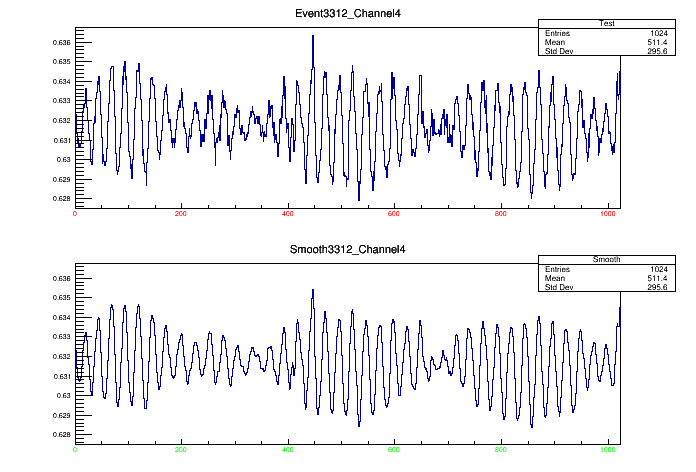 Event3312_Channel4
Test
Entries 1024
Mean 511.4
Std Dev 295.6
0.636
0.635
0.634
0.633
0.632
0.631
0.63
0.629
0.628
0 200 400 600 800 1000
Smooth3312_Channel4
Smooth
Entries 1024
Mean 511.4
Std Dev 295.6
0.636
0.635
0.634
0.633
0.632
0.631
0.63
0.629
0.628
0 200 400 600 800 1000